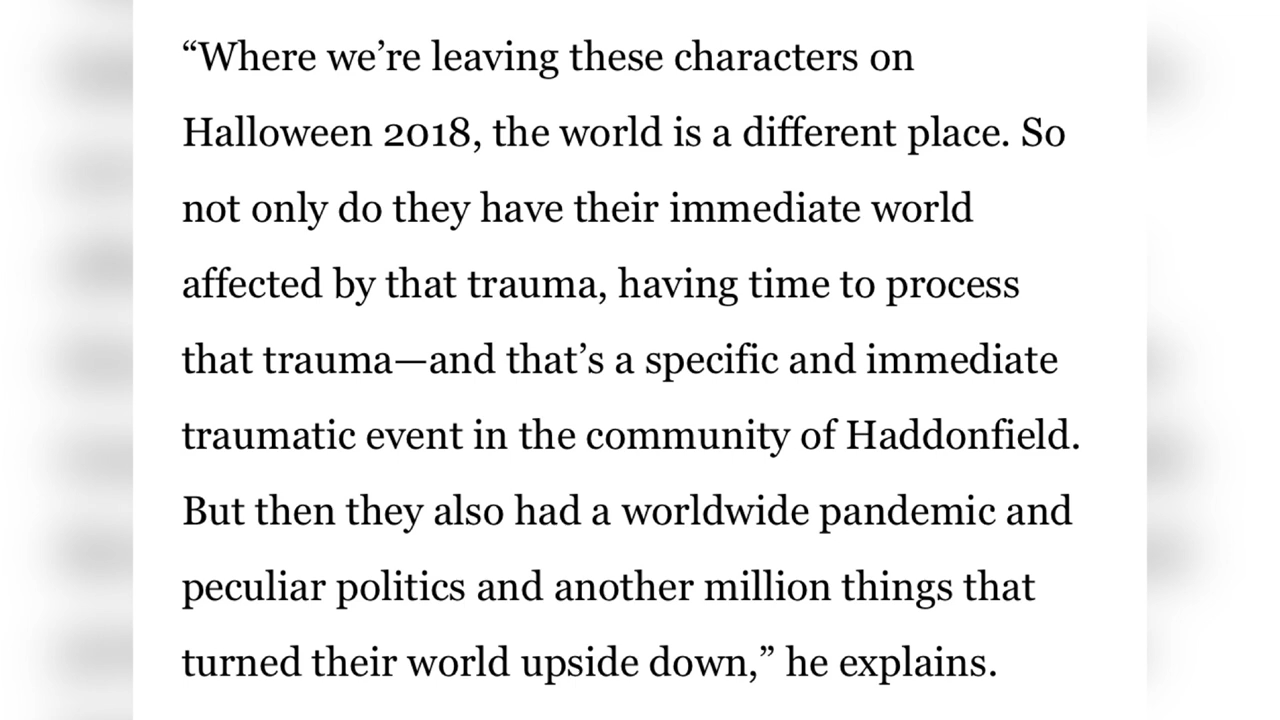 “Where we’re leaving these characters on
Halloween 2018, the world is a different place. So
not only do they have their immediate world
affected by that trauma, having time to process
that trauma—and that’s a specific and immediate
traumatic event in the community of Haddonfield.
But then they also had a worldwide pandemic and
peculiar politics and another million things that
turned their world upside down,” he explains.